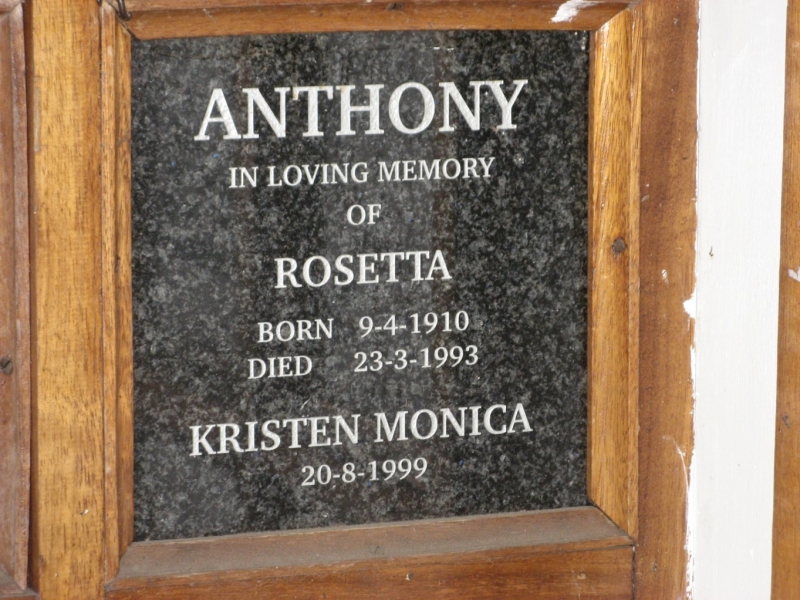 ANTHONY
IN LOVING MEMORY
OF
ROSETTA
BORN 9-4-1910
DIED 23-3-1993
KRISTEN MONICA
20-8-1999